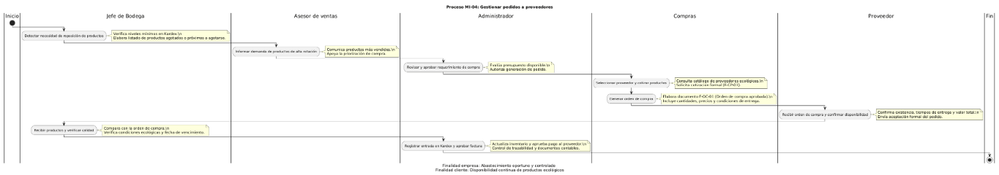 Proceso MI-04: Gestionar pedidos a proveedores
Inicio
Jefe de Bodega
Asesor de ventas
Administrador
Compras
Proveedor
Fin
Detectar necesidad de reposición de productos
Verifica niveles mínimos en Kardex.\n
Elabora listado de productos agotados o próximos a agotarse.
Informar demanda de productos de alta rotación
Comunica productos más vendidos.\n
Apoya la priorización de compra.
Revisar y aprobar requerimiento de compra
Evalúa presupuesto disponible.\n
Autoriza generación de pedido.
Seleccionar proveedor y cotizar productos
Consulta catálogo de proveedores ecológicos.\n
Solicita cotización formal (F-CP-01).
Generar orden de compra
Elabora documento F-OC-01 (Orden de compra aprobada).\n
Incluye cantidades, precios y condiciones de entrega.
Recibir orden de compra y confirmar disponibilidad
Confirma existencia, tiempos de entrega y valor total.\n
Envía aceptación formal del pedido.
Recibir productos y verificar calidad
Compara con la orden de compra.\n
Verifica condiciones ecológicas y fecha de vencimiento.
Registrar entrada en Kardex y aprobar factura
Actualiza inventario y aprueba pago al proveedor.\n
Control de trazabilidad y documentos contables.
Finalidad empresa: Abastecimiento oportuno y controlado
Finalidad cliente: Disponibilidad continua de productos ecológicos